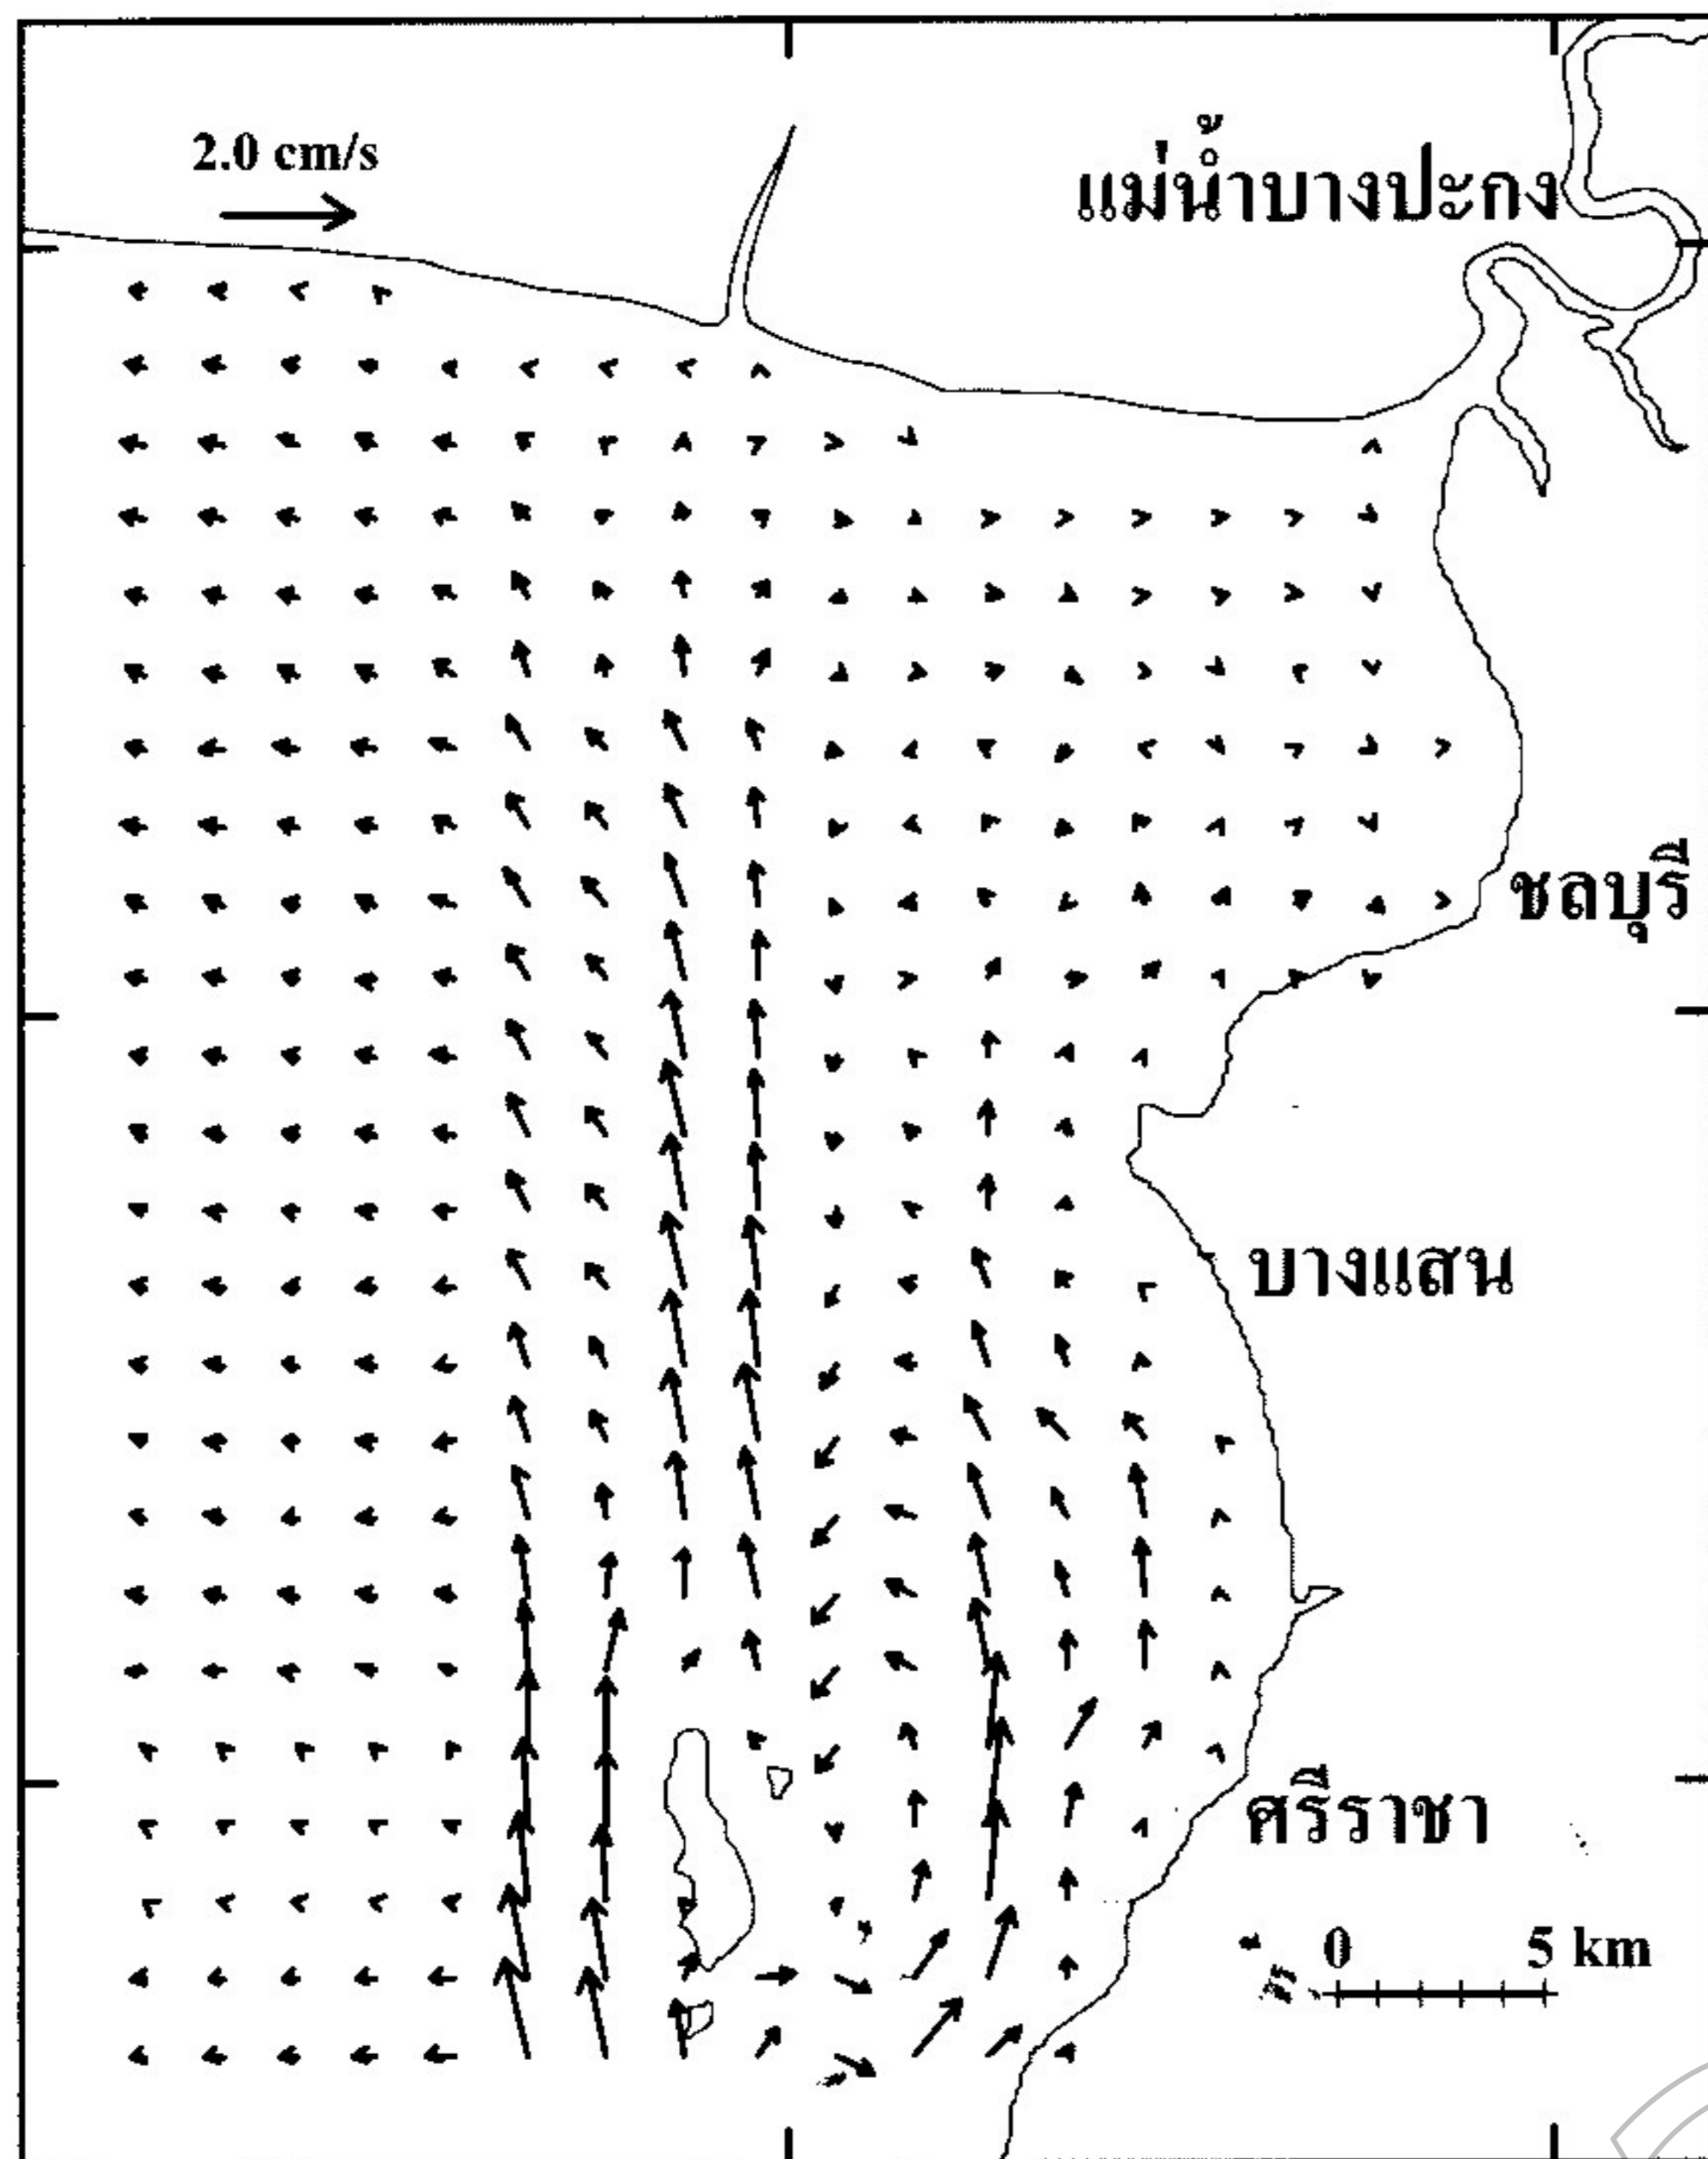 2.0 cm/s
แม่น้ำบางปะกง
ชลบุรี
บางแสน
ศรีราชา
0 5 km